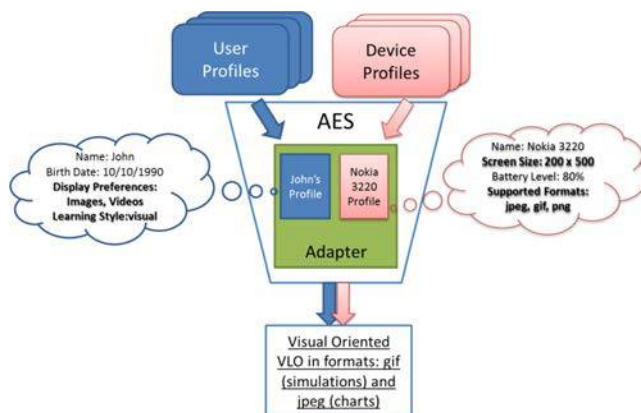 User
Profiles
Device
Profiles
AES
Name: John
Birth Date: 10/10/1990
Display Preferences:
Images, Videos
Learning Style:visual
John's
Profile
Nokia
3220
Profile
Adapter
Name: Nokia 3220
Screen Size: 200 x 500
Battery Level: 80%
Supported Formats:
jpeg, gif, png
Visual Oriented
VLO in formats: gif
(simulations) and
jpeg (charts)